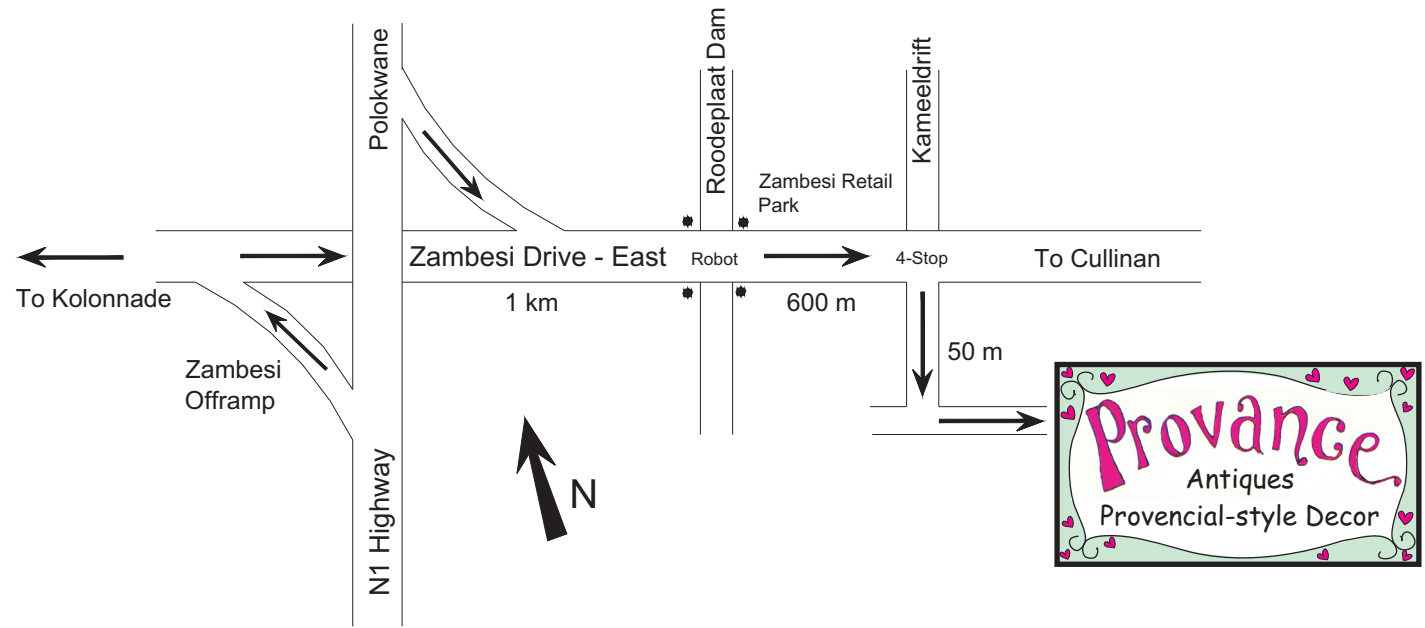 Polokwane
Roodeplaat Dam
Kameeldrift
Zambesi Retail
Park
Zambesi Drive - East
Robot
4-Stop
To Cullinan
To Kolonnade
1 km
600 m
Zambesi
Offramp
50 m
N1 Highway
N
Provance
Antiques
Provencial-style Decor